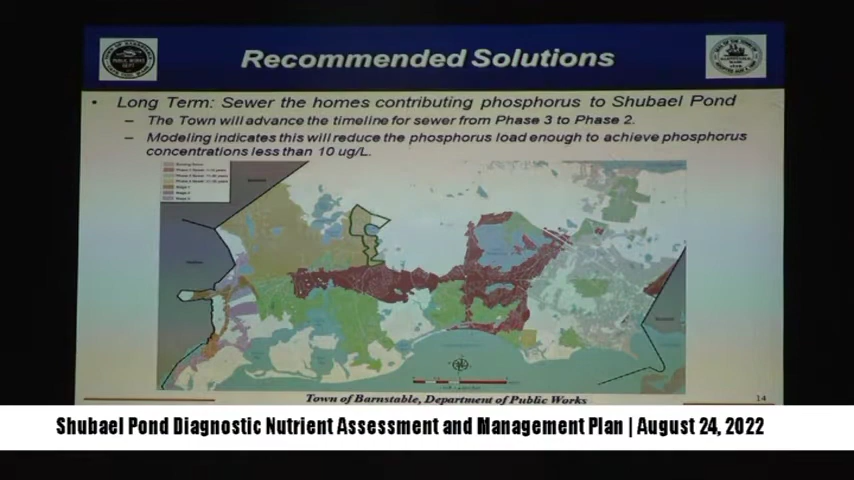 Recommended Solutions
• Long Term: Sewer the homes contributing phosphorus to Shubael Pond
– The Town will advance the timeline for sewer from Phase 3 to Phase 2.
– Modeling indicates this will reduce the phosphorus load enough to achieve phosphorus
concentrations less than 10 ug/L.
Town of Barnstable, Department of Public Works
14
Shubael Pond Diagnostic Nutrient Assessment and Management Plan | August 24, 2022